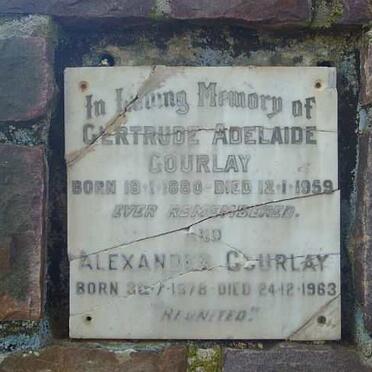 In Loving Memory of
GERTRUDE ADELAIDE
GOURLAY
BORN 19·1·1880-DIED 12·1·1959
EVER REMEMBERED.
AND
ALEXANDER GOURLAY
BORN 30·7·1878-DIED 24·12·1963
"REUNITED"